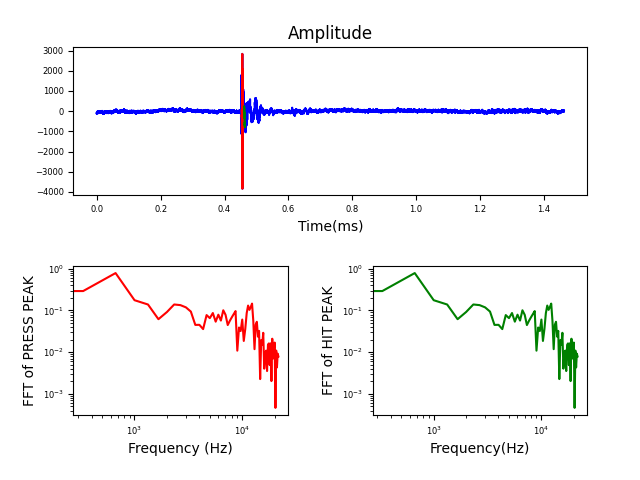 Amplitude
3000
2000
1000
0
−1000
−2000
−3000
−4000
0.0 0.2 0.4 0.6 0.8 1.0 1.2 1.4
Time(ms)
FFT of PRESS PEAK
10⁰
10⁻¹
10⁻²
10⁻³
10³ 10⁴
Frequency (Hz)
FFT of HIT PEAK
10⁰
10⁻¹
10⁻²
10⁻³
10³ 10⁴
Frequency(Hz)